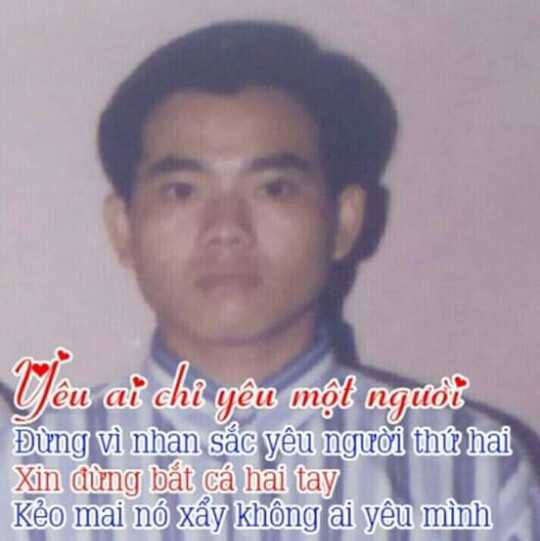 Yêu ai chỉ yêu một người
Đừng vì nhan sắc yêu người thứ hai
Xin đừng bắt cá hai tay
Kẻo mai nó xẩy không ai yêu mình